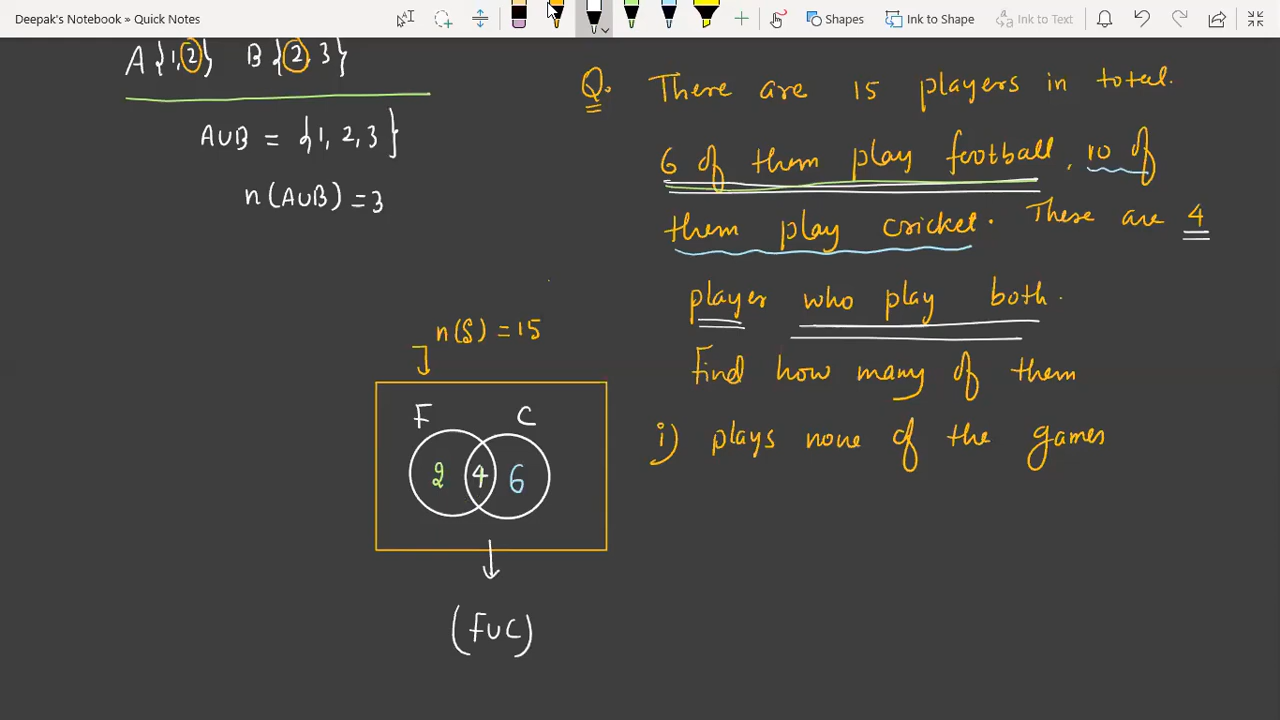 Deepak's Notebook » Quick Notes
Shapes
Ink to Shape
Ink to Text
A {1, 2} B {2, 3}
A∪B = {1, 2, 3}
n(A∪B) = 3
Q. There are 15 players in total.
6 of them play football, 10 of
them play cricket. These are 4
player who play both.
Find how many of them
i) plays none of the games
n(S) = 15
F C
2 4 6
(F∪C)